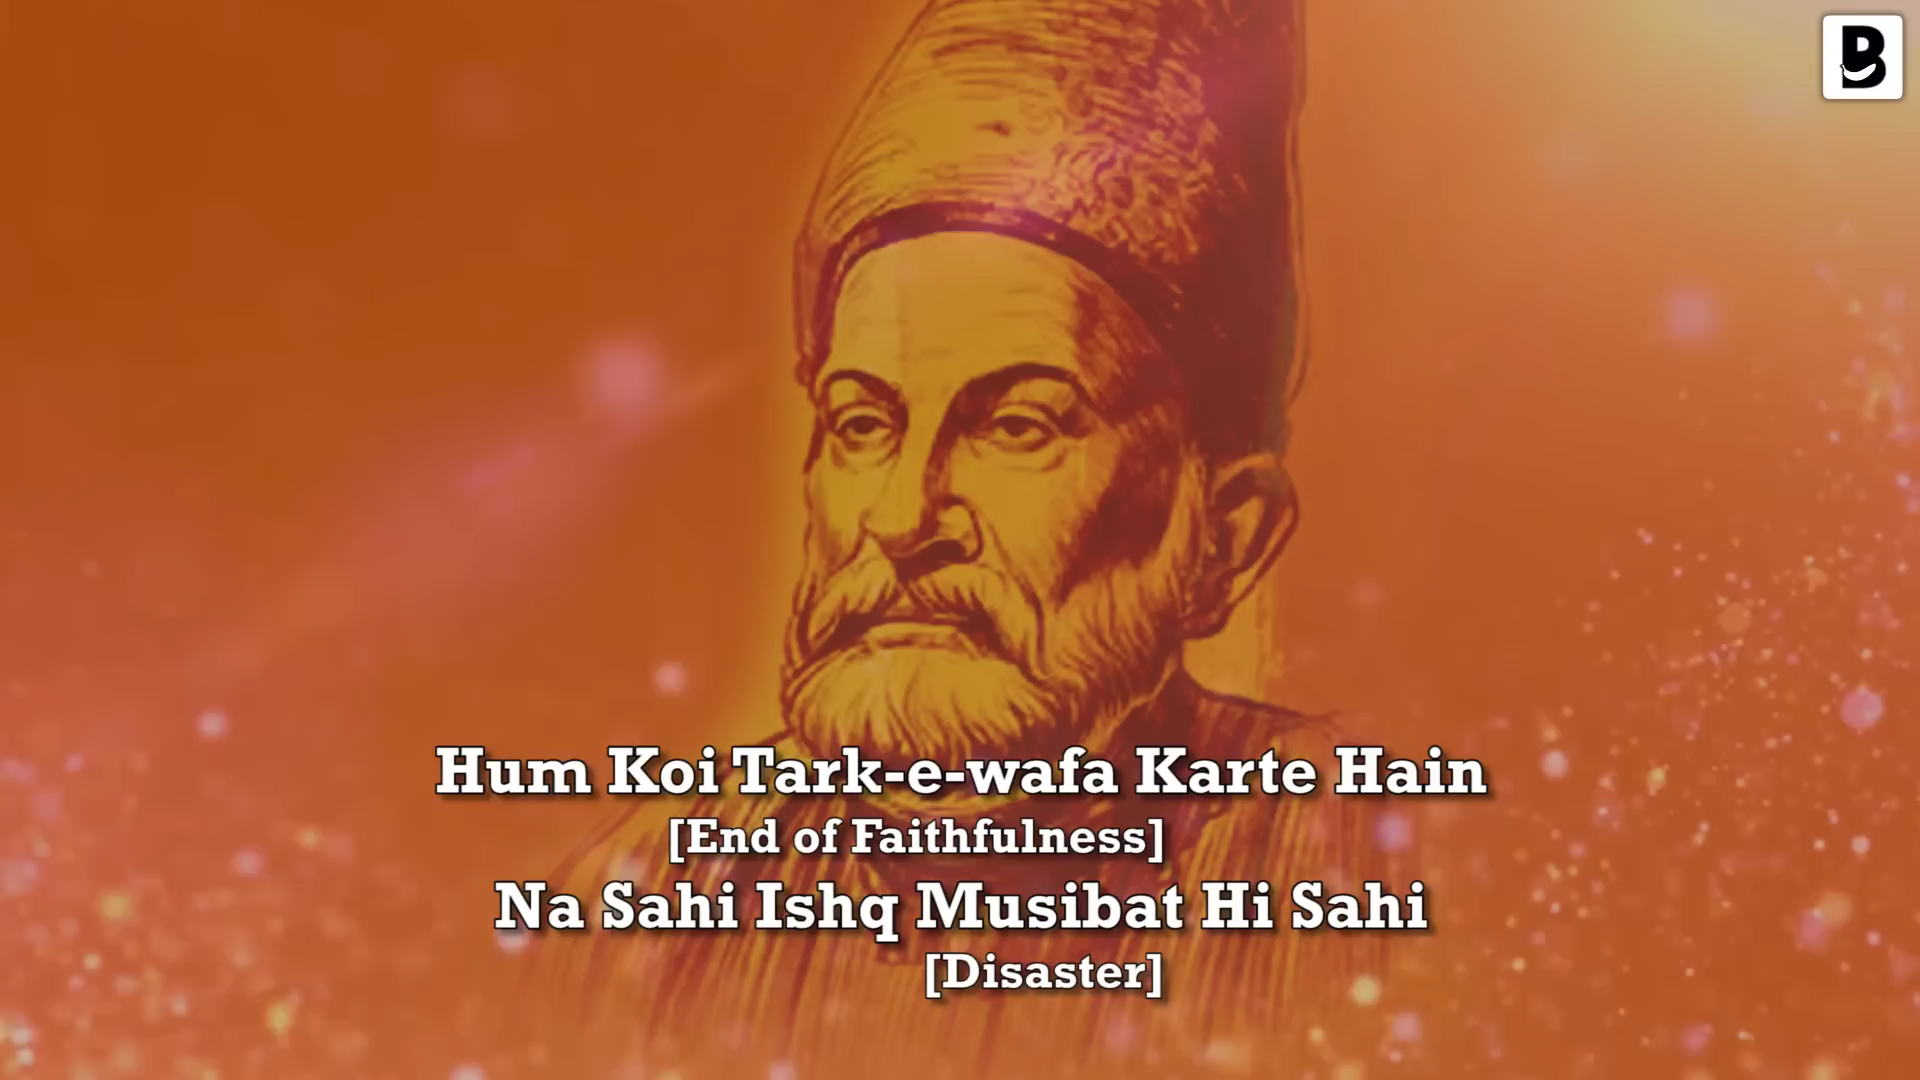 B
Hum Koi Tark-e-wafa Karte Hain
[End of Faithfulness]
Na Sahi Ishq Musibat Hi Sahi
[Disaster]